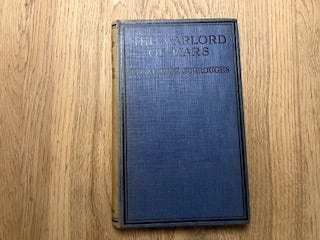 THE WARLORD
OF MARS
EDGAR RICE BURROUGHS